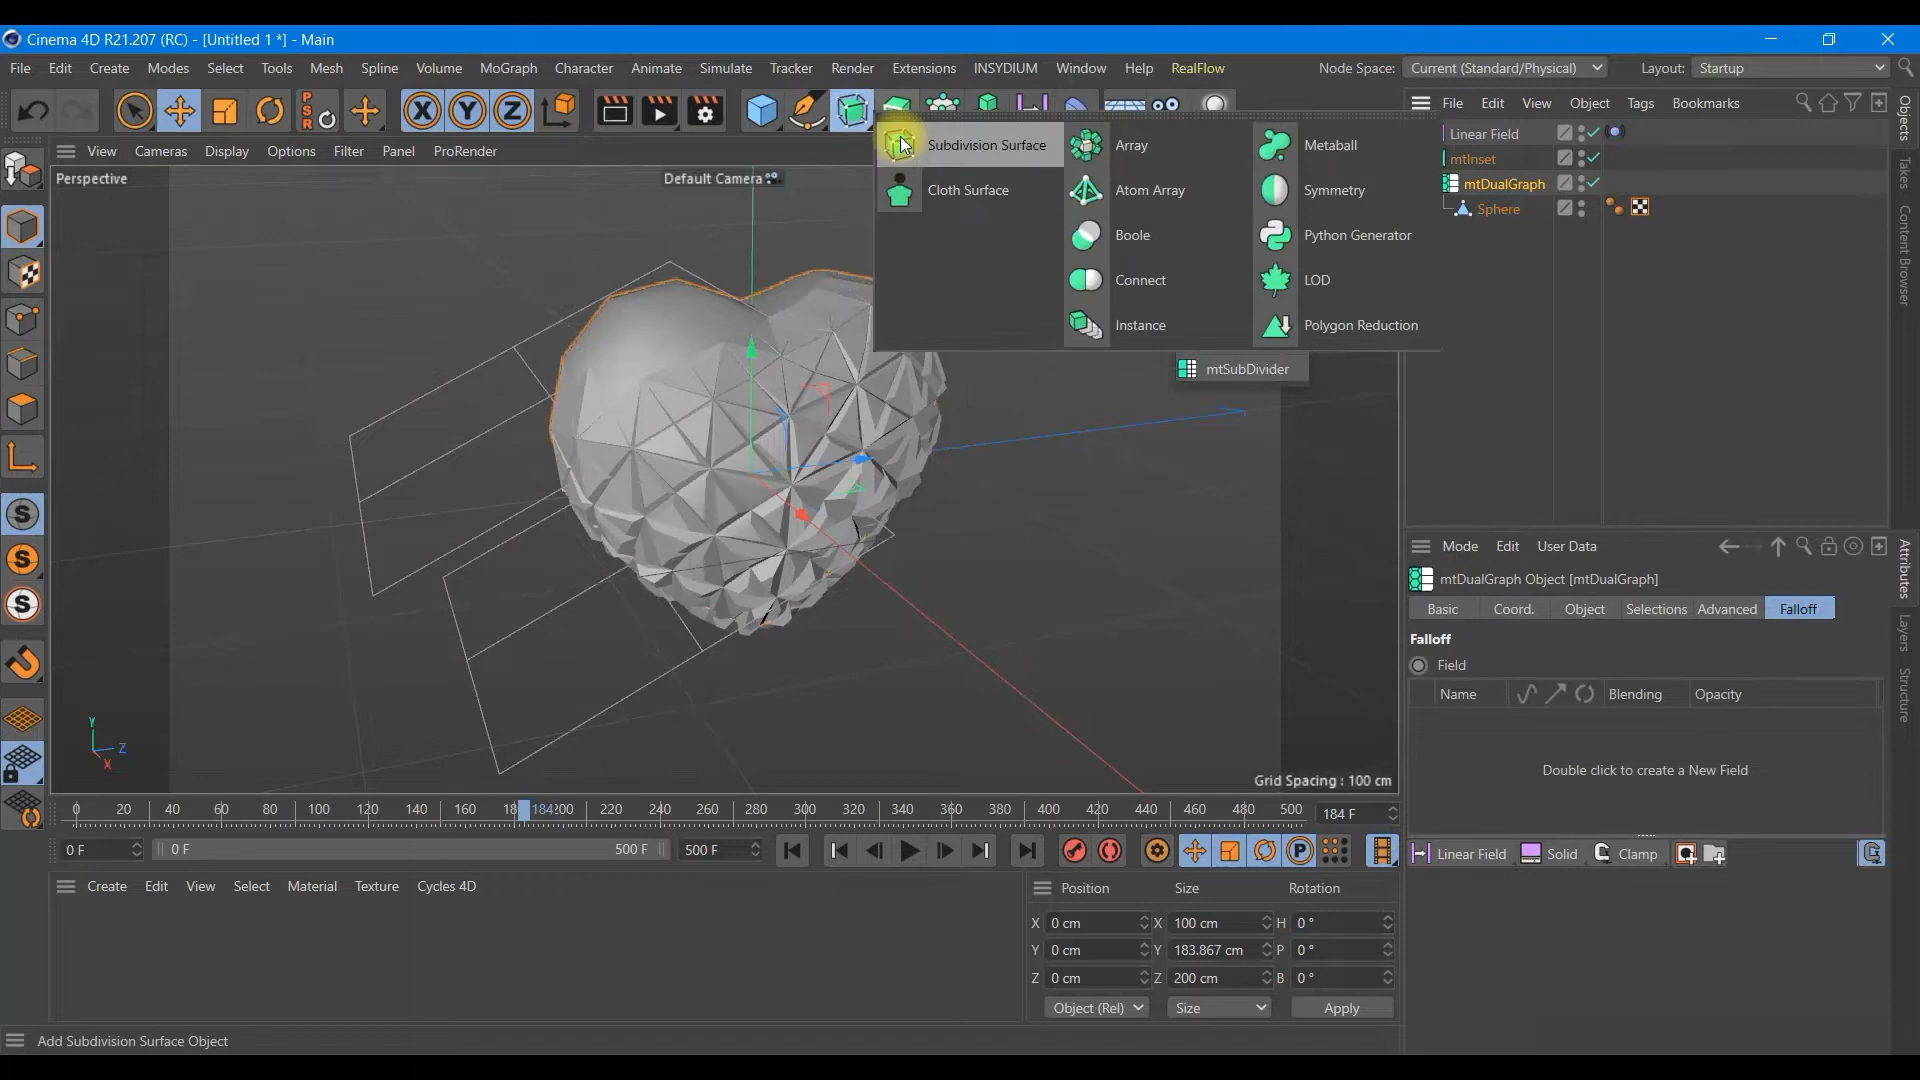 Cinema 4D R21.207 (RC) - [Untitled 1 *] - Main
File Edit Create Modes Select Tools Mesh Spline Volume MoGraph Character Animate Simulate Tracker Render Extensions INSYDIUM Window Help RealFlow Node Space: Current (Standard/Physical) Layout: Startup
PSR X Y Z
File Edit View Object Tags Bookmarks
View Cameras Display Options Filter Panel ProRender
Perspective
Default Camera
Subdivision Surface Array Metaball
Cloth Surface Atom Array Symmetry
Boole Python Generator
Connect LOD
Instance Polygon Reduction
mtSubDivider
Linear Field
mtInset
mtDualGraph
Sphere
Objects
Takes
Content Browser
S
S
S
Y
Z
X
Grid Spacing : 100 cm
Mode Edit User Data
mtDualGraph Object [mtDualGraph]
Basic Coord. Object Selections Advanced Falloff
Falloff
Field
Name Blending Opacity
Double click to create a New Field
Linear Field Solid Clamp
Attributes
Layers
Structure
0 20 40 60 80 100 120 140 160 18 184 200 220 240 260 280 300 320 340 360 380 400 420 440 460 480 500 184 F
0 F 0 F 500 F 500 F
P
Create Edit View Select Material Texture Cycles 4D
Position Size Rotation
X 0 cm X 100 cm H 0 °
Y 0 cm Y 183.867 cm P 0 °
Z 0 cm Z 200 cm B 0 °
Object (Rel) Size Apply
Add Subdivision Surface Object